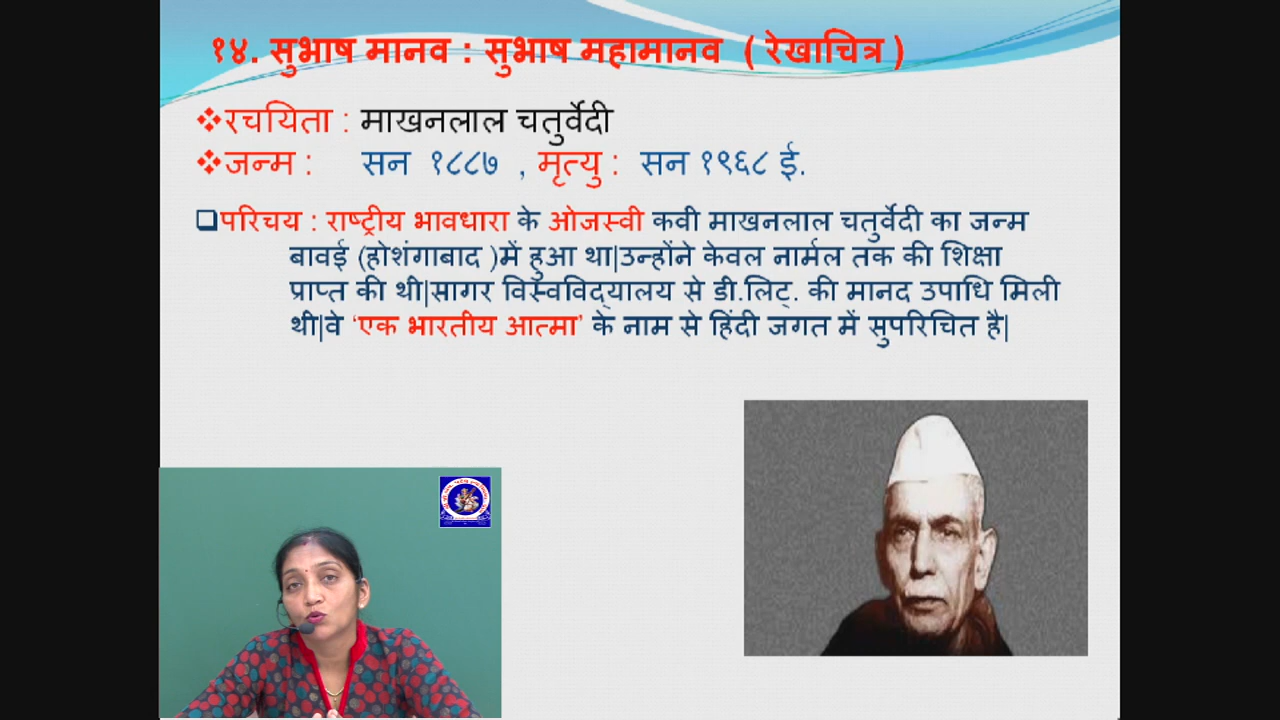 १४. सुभाष मानव : सुभाष महामानव ( रेखाचित्र )
रचयिता : माखनलाल चतुर्वेदी
जन्म : सन १८८७ , मृत्यु : सन १९६८ ई.
परिचय : राष्ट्रीय भावधारा के ओजस्वी कवी माखनलाल चतुर्वेदी का जन्म
बावई (होशंगाबाद )में हुआ था|उन्होंने केवल नार्मल तक की शिक्षा
प्राप्त की थी|सागर विस्वविद्‌यालय से डी.लिट्. की मानद उपाधि मिली
थी|वे ‘एक भारतीय आत्मा’ के नाम से हिंदी जगत में सुपरिचित है|